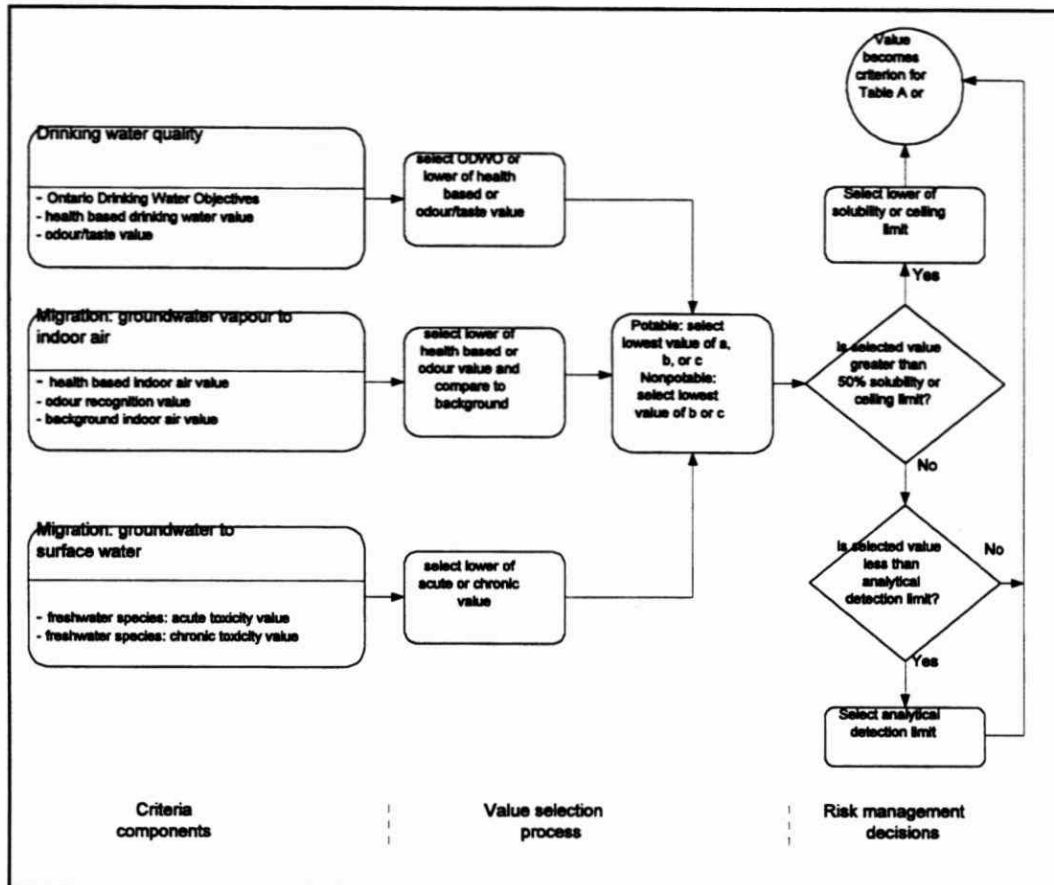 Drinking water quality
- Ontario Drinking Water Objectives
- health based drinking water value
- odour/taste value
select ODWO or
lower of health
based or
odour/taste value
Migration: groundwater vapour to
indoor air
- health based indoor air value
- odour recognition value
- background indoor air value
select lower of
health based or
odour value and
compare to
background
Migration: groundwater to
surface water
- freshwater species: acute toxicity value
- freshwater species: chronic toxicity value
select lower of
acute or chronic
value
Potable: select
lowest value of a,
b, or c
Nonpotable:
select lowest
value of b or c
Value
becomes
criterion for
Table A or
Select lower of
solubility or ceiling
limit
Yes
is selected value
greater than
50% solubility or
ceiling limit?
No
is selected value
less than
analytical
detection limit?
No
Yes
Select analytical
detection limit
Criteria
components
Value selection
process
Risk management
decisions